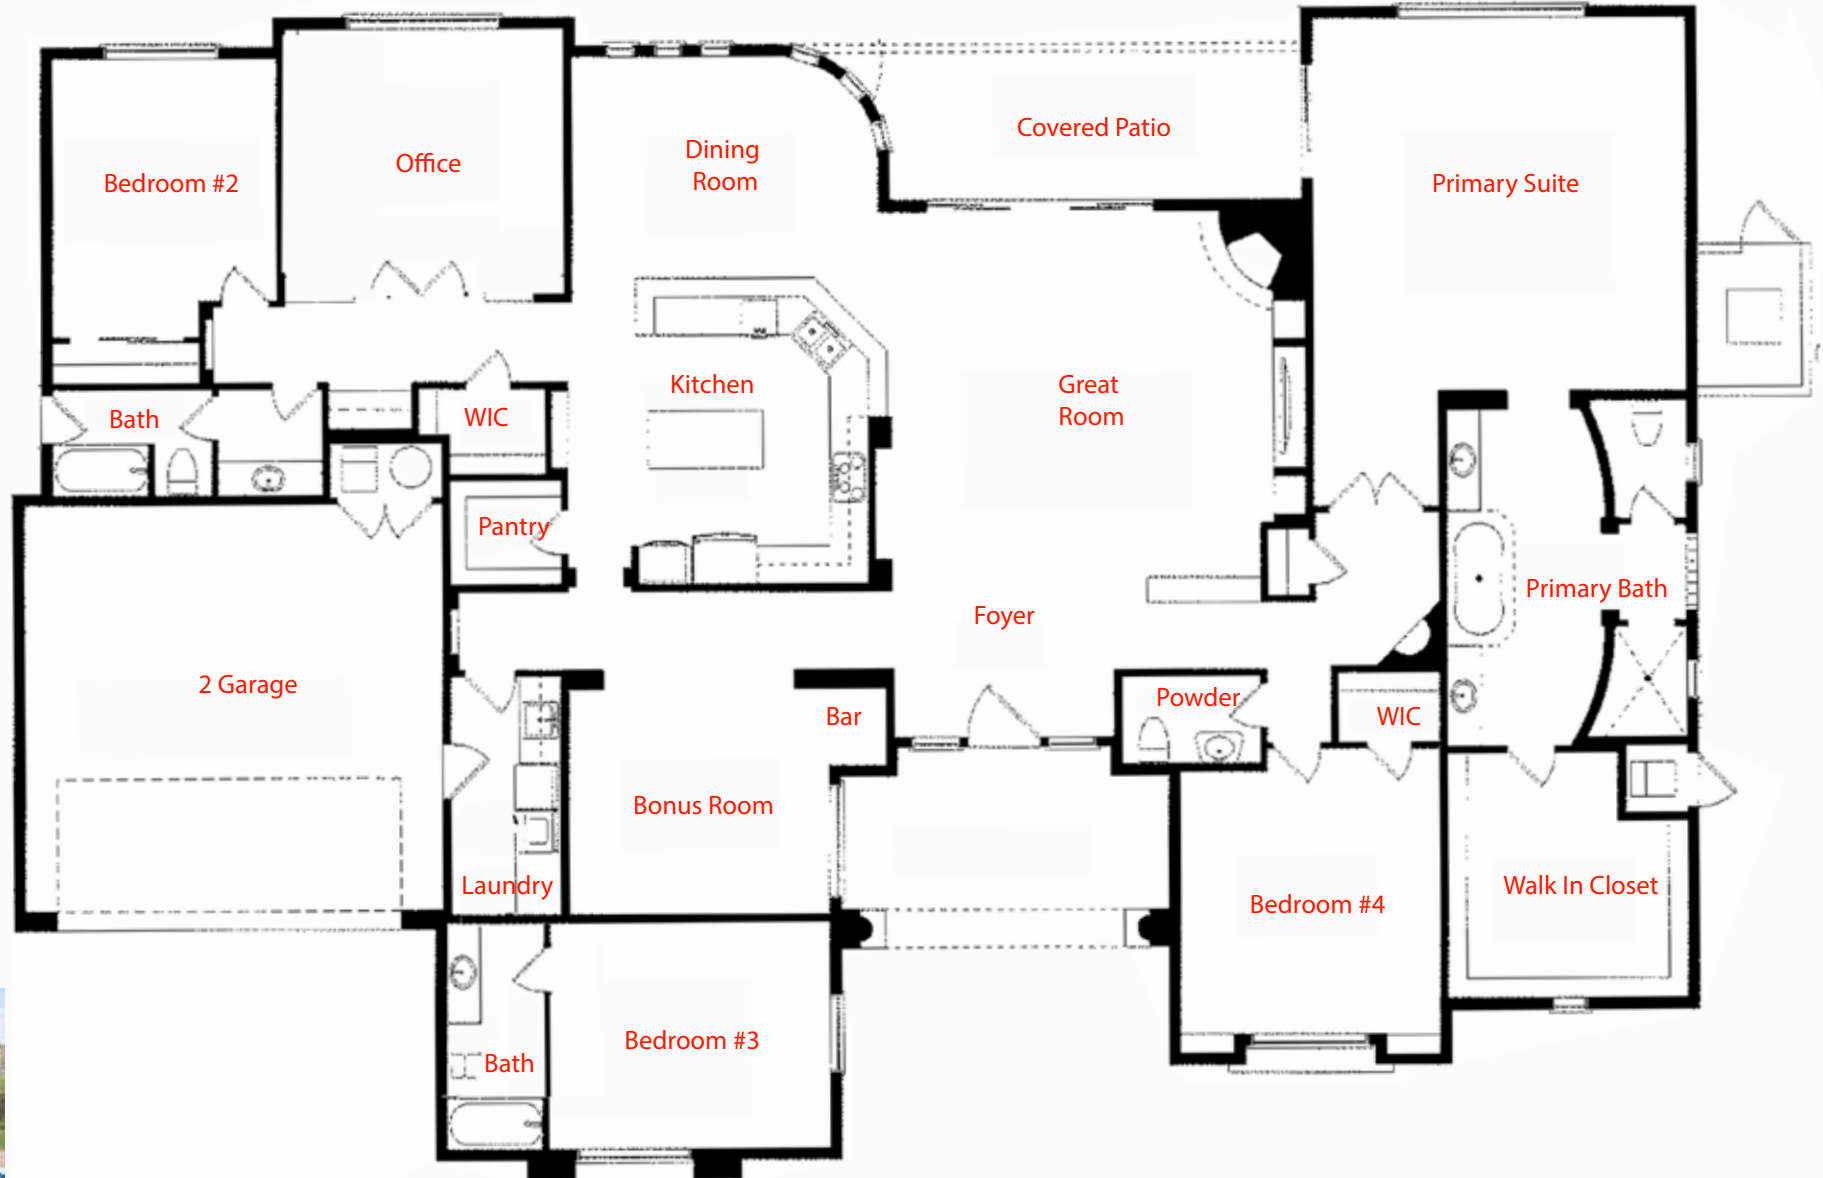 Covered Patio
Dining
Room
Office
Bedroom #2
Primary Suite
Kitchen
Great
Room
Bath
WIC
Pantry
Primary Bath
Foyer
2 Garage
Powder
Bar
WIC
Bonus Room
Laundry
Walk In Closet
Bedroom #4
Bedroom #3
Bath